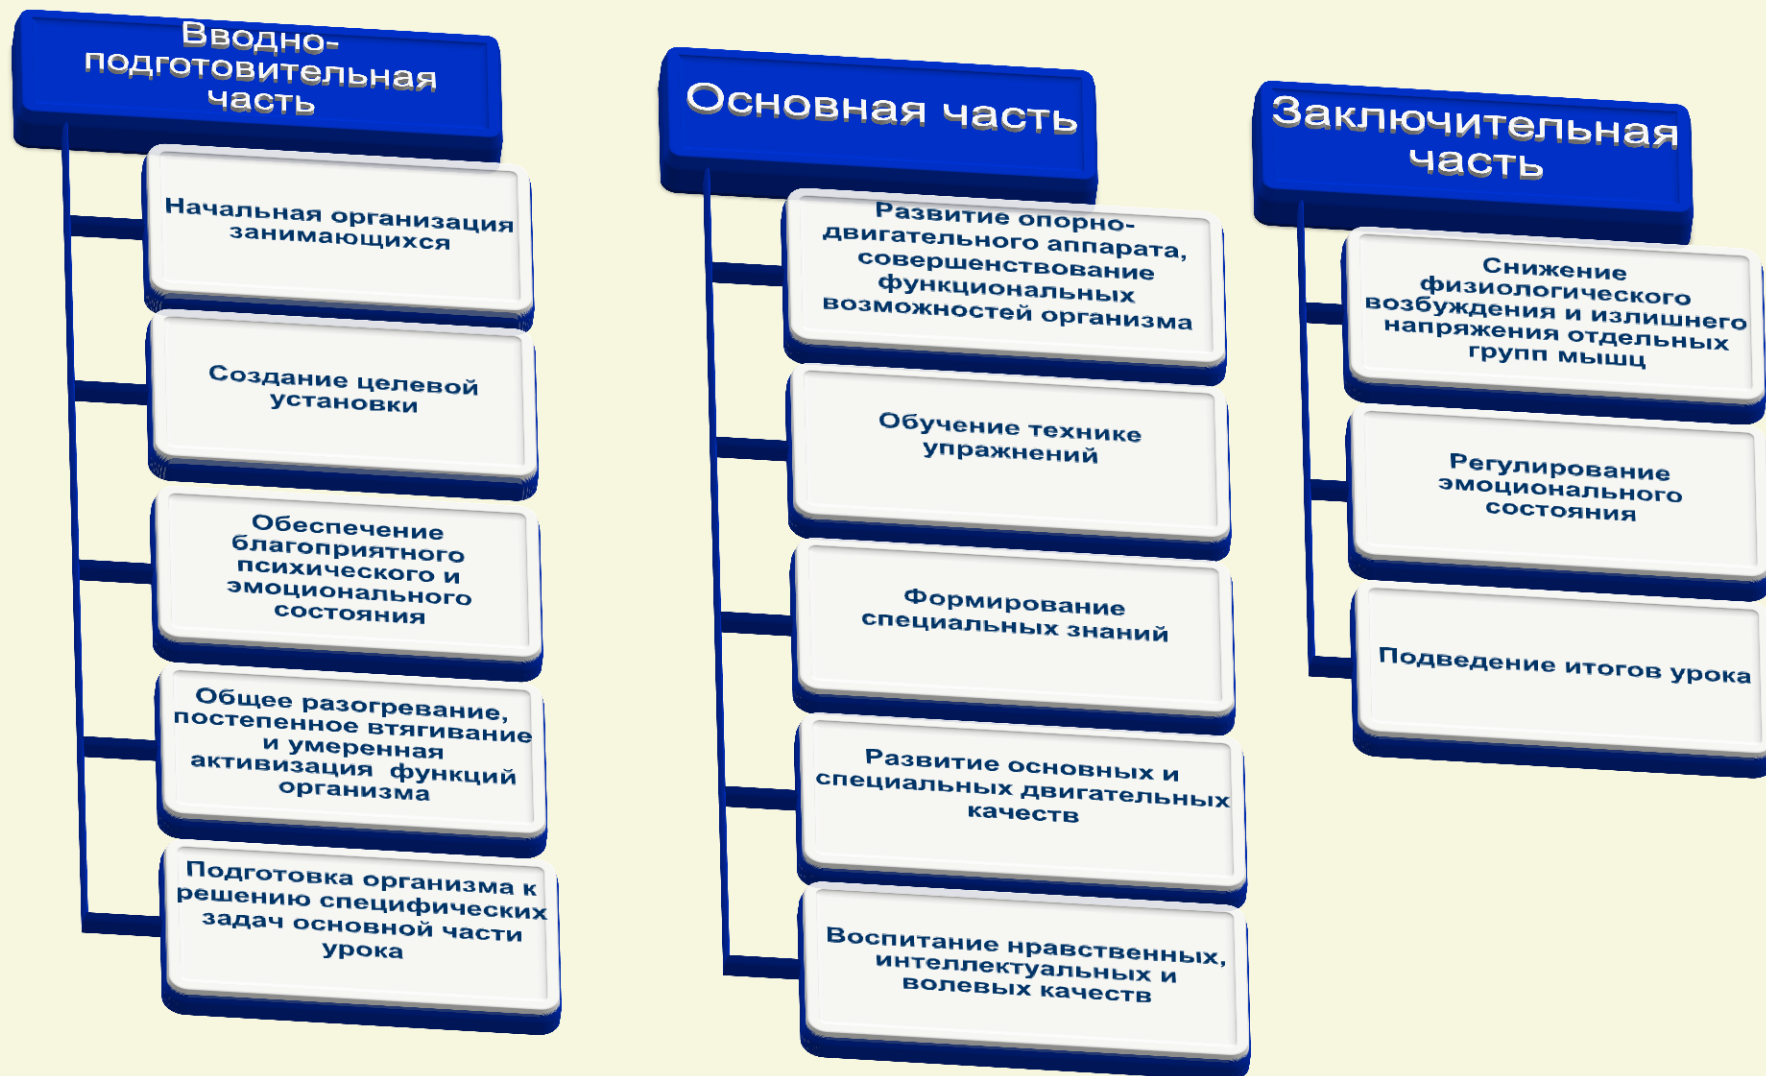 Вводно-
подготовительная
часть
Начальная организация
занимающихся
Создание целевой
установки
Обеспечение
благоприятного
психического и
эмоционального
состояния
Общее разогревание,
постепенное втягивание
и умеренная
активизация функций
организма
Подготовка организма к
решению специфических
задач основной части
урока
Основная часть
Развитие опорно-
двигательного аппарата,
совершенствование
функциональных
возможностей организма
Обучение технике
упражнений
Формирование
специальных знаний
Развитие основных и
специальных двигательных
качеств
Воспитание нравственных,
интеллектуальных и
волевых качеств
Заключительная
часть
Снижение
физиологического
возбуждения и излишнего
напряжения отдельных
групп мышц
Регулирование
эмоционального
состояния
Подведение итогов урока